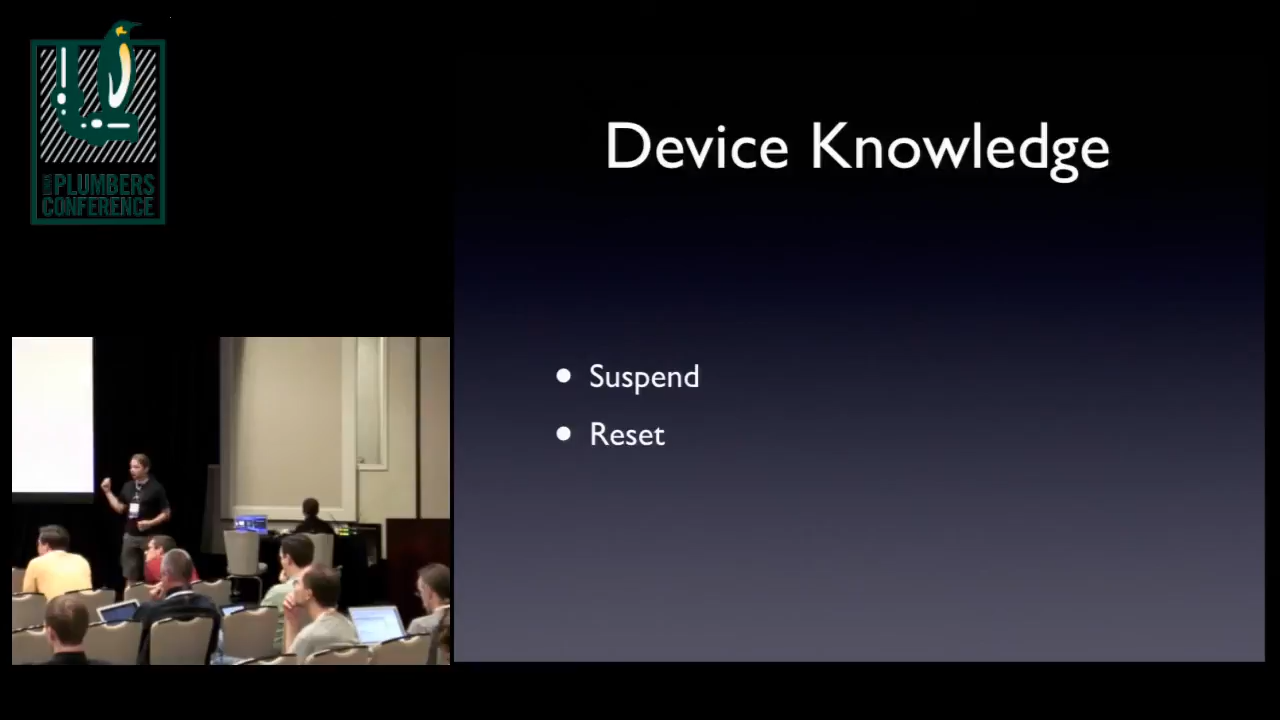 PLUMBERS
CONFERENCE
Device Knowledge
• Suspend
• Reset